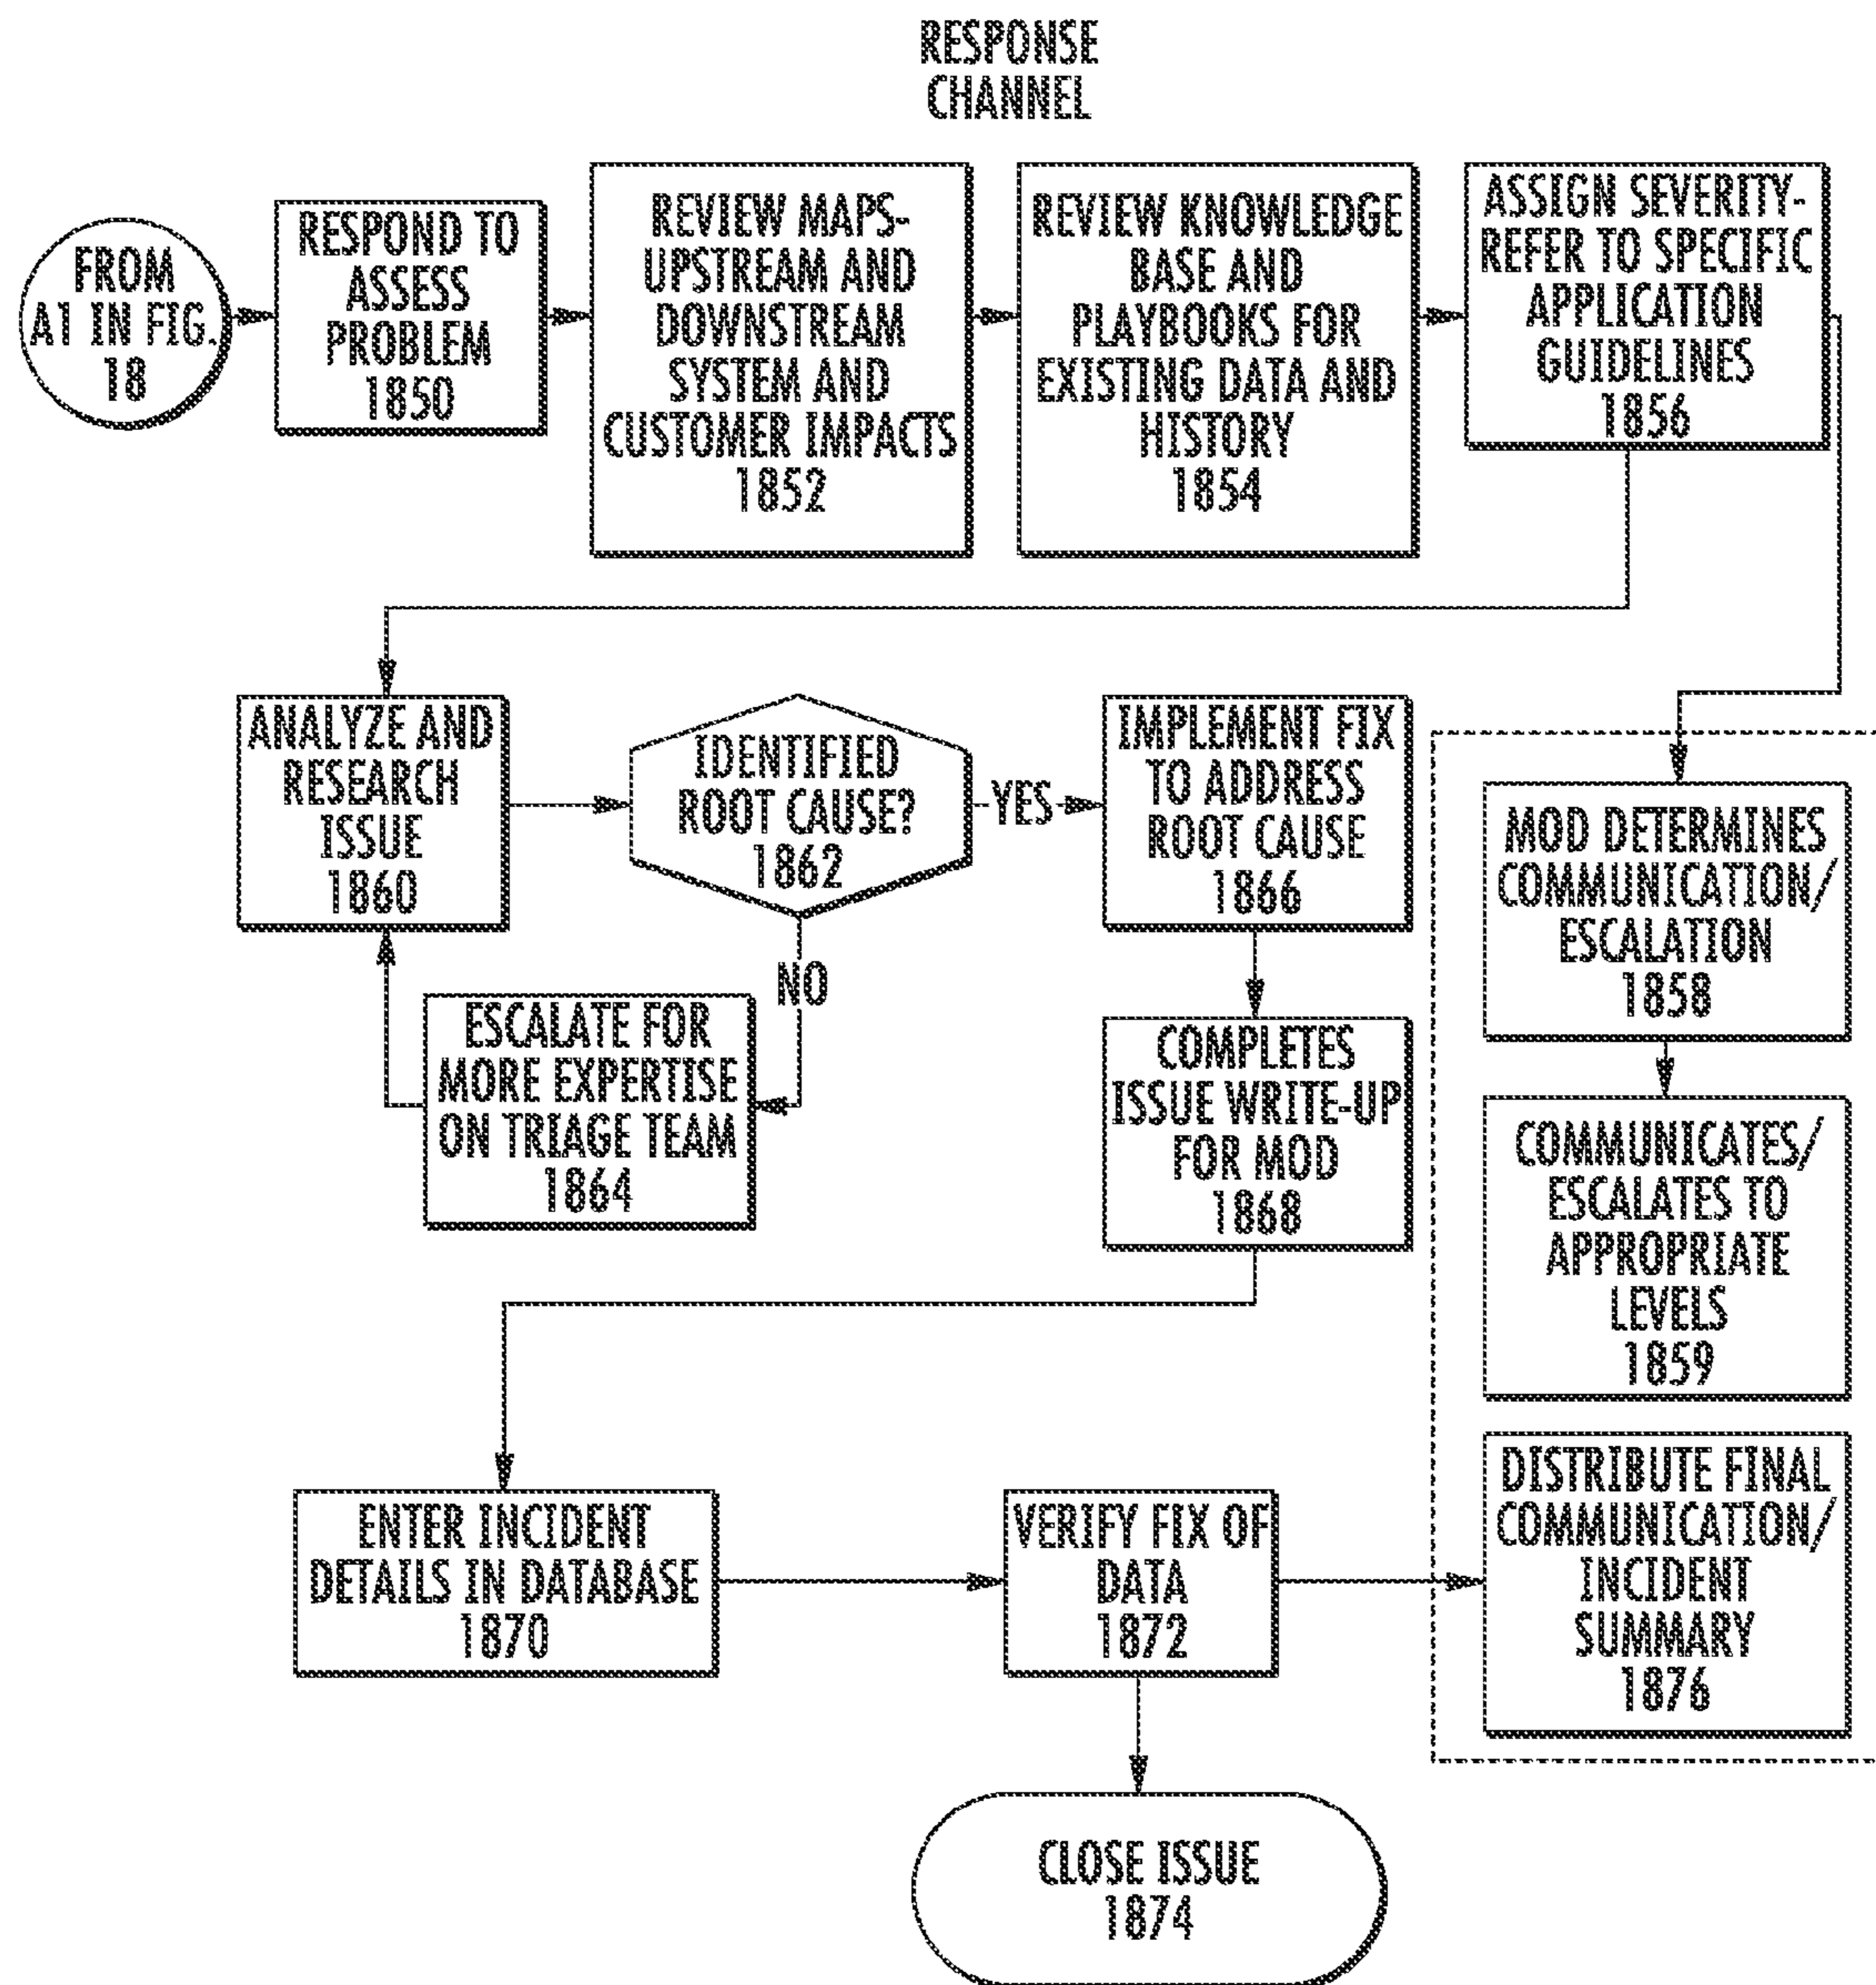 RESPONSE
CHANNEL
FROM
A1 IN FIG.
18
RESPOND TO
ASSESS
PROBLEM
1850
REVIEW MAPS-
UPSTREAM AND
DOWNSTREAM
SYSTEM AND
CUSTOMER IMPACTS
1852
REVIEW KNOWLEDGE
BASE AND
PLAYBOOKS FOR
EXISTING DATA AND
HISTORY
1854
ASSIGN SEVERITY-
REFER TO SPECIFIC
APPLICATION
GUIDELINES
1856
ANALYZE AND
RESEARCH
ISSUE
1860
IDENTIFIED
ROOT CAUSE?
1862
YES
IMPLEMENT FIX
TO ADDRESS
ROOT CAUSE
1866
MOD DETERMINES
COMMUNICATION/
ESCALATION
1858
NO
ESCALATE FOR
MORE EXPERTISE
ON TRIAGE TEAM
1864
COMPLETES
ISSUE WRITE-UP
FOR MOD
1868
COMMUNICATES/
ESCALATES TO
APPROPRIATE
LEVELS
1859
ENTER INCIDENT
DETAILS IN DATABASE
1870
VERIFY FIX OF
DATA
1872
DISTRIBUTE FINAL
COMMUNICATION/
INCIDENT
SUMMARY
1876
CLOSE ISSUE
1874